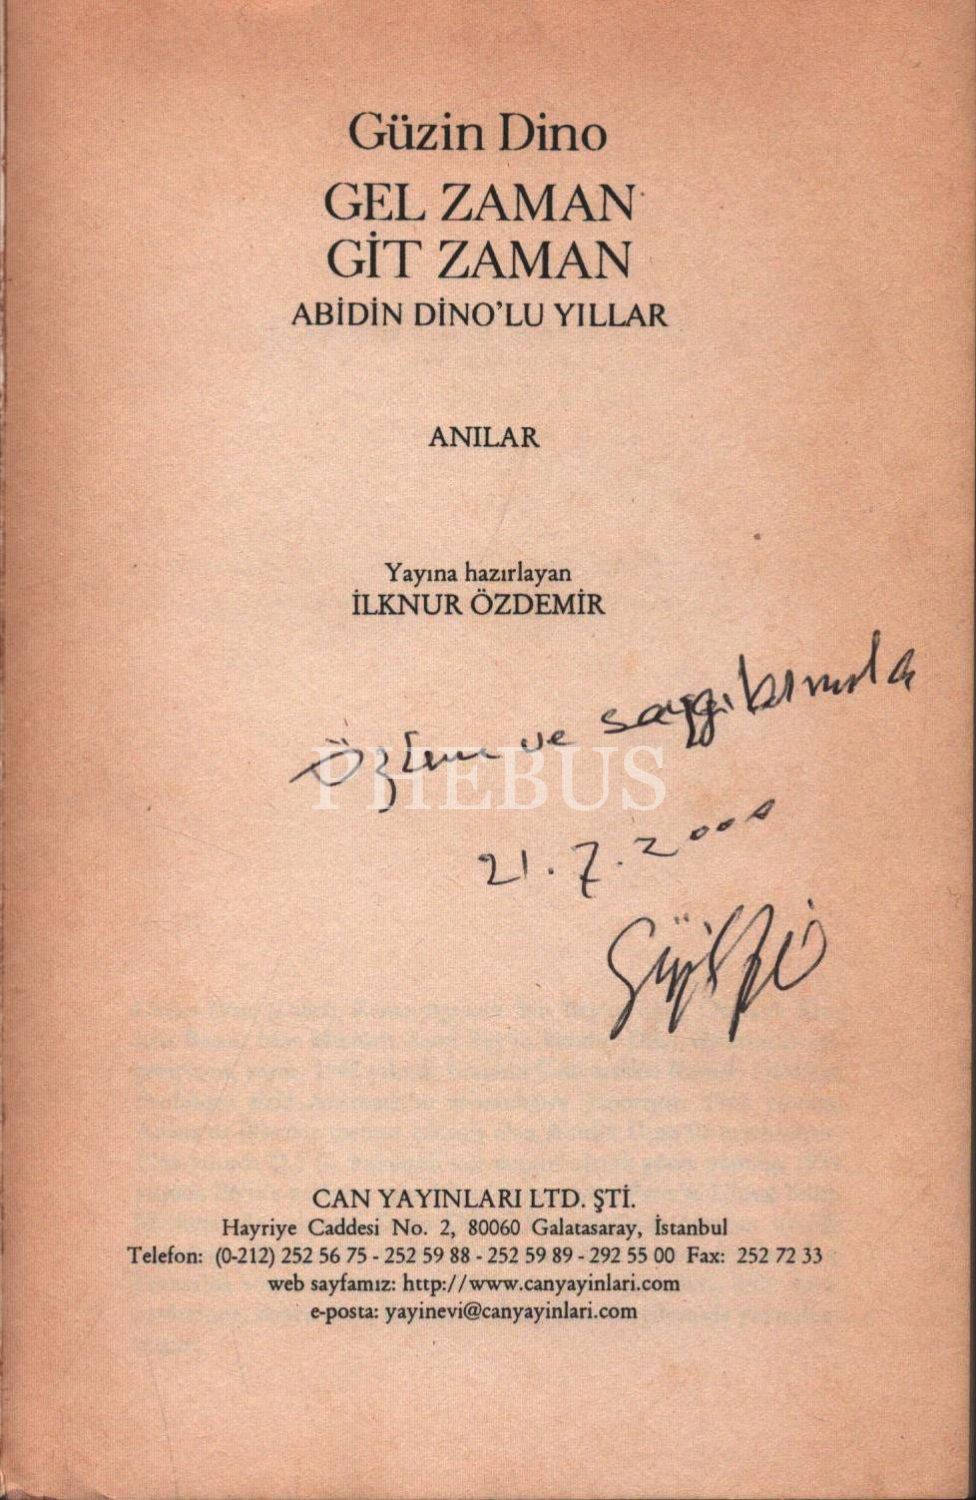 Güzin Dino
GEL ZAMAN
GİT ZAMAN
ABİDİN DİNO'LU YILLAR
ANILAR
Yayına hazırlayan
İLKNUR ÖZDEMİR
Özlem ve saygılarımla
PHEBUS
21.7.2000
CAN YAYINLARI LTD. ŞTİ.
Hayriye Caddesi No. 2, 80060 Galatasaray, İstanbul
Telefon: (0-212) 252 56 75 - 252 59 88 - 252 59 89 - 292 55 00 Fax: 252 72 33
web sayfamız: http://www.canyayinlari.com
e-posta: yayinevi@canyayinlari.com